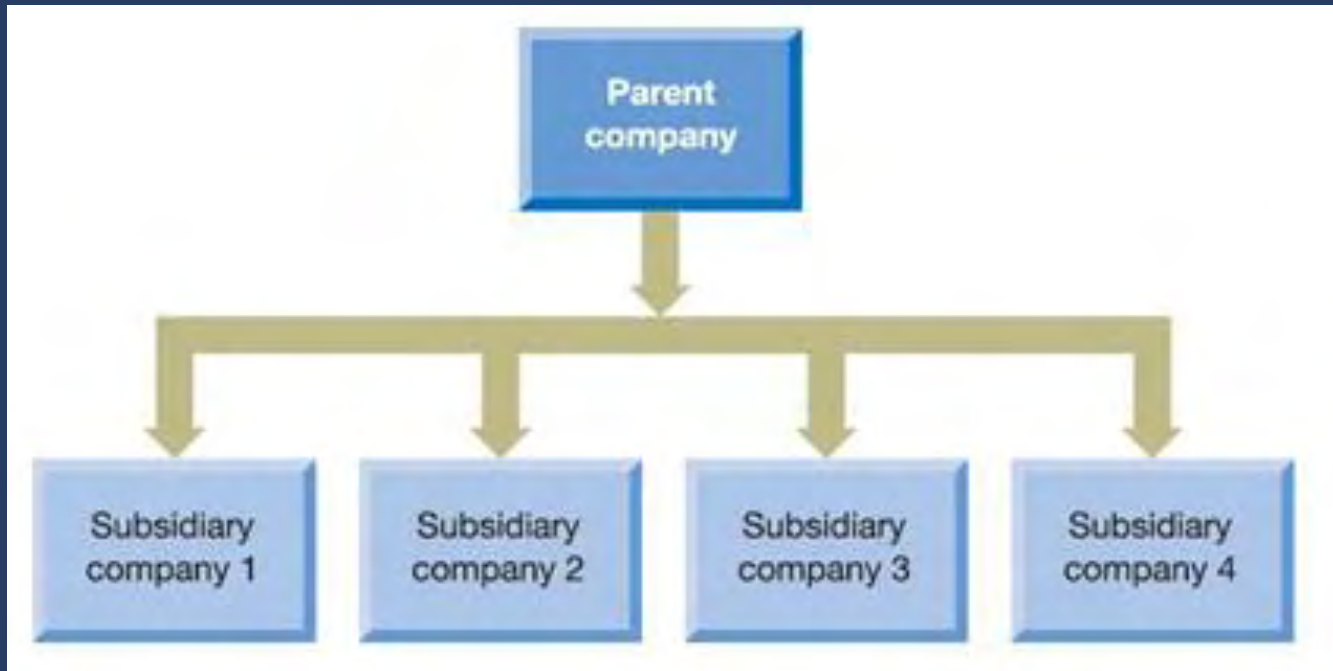 Parent
company
Subsidiary
company 1
Subsidiary
company 2
Subsidiary
company 3
Subsidiary
company 4